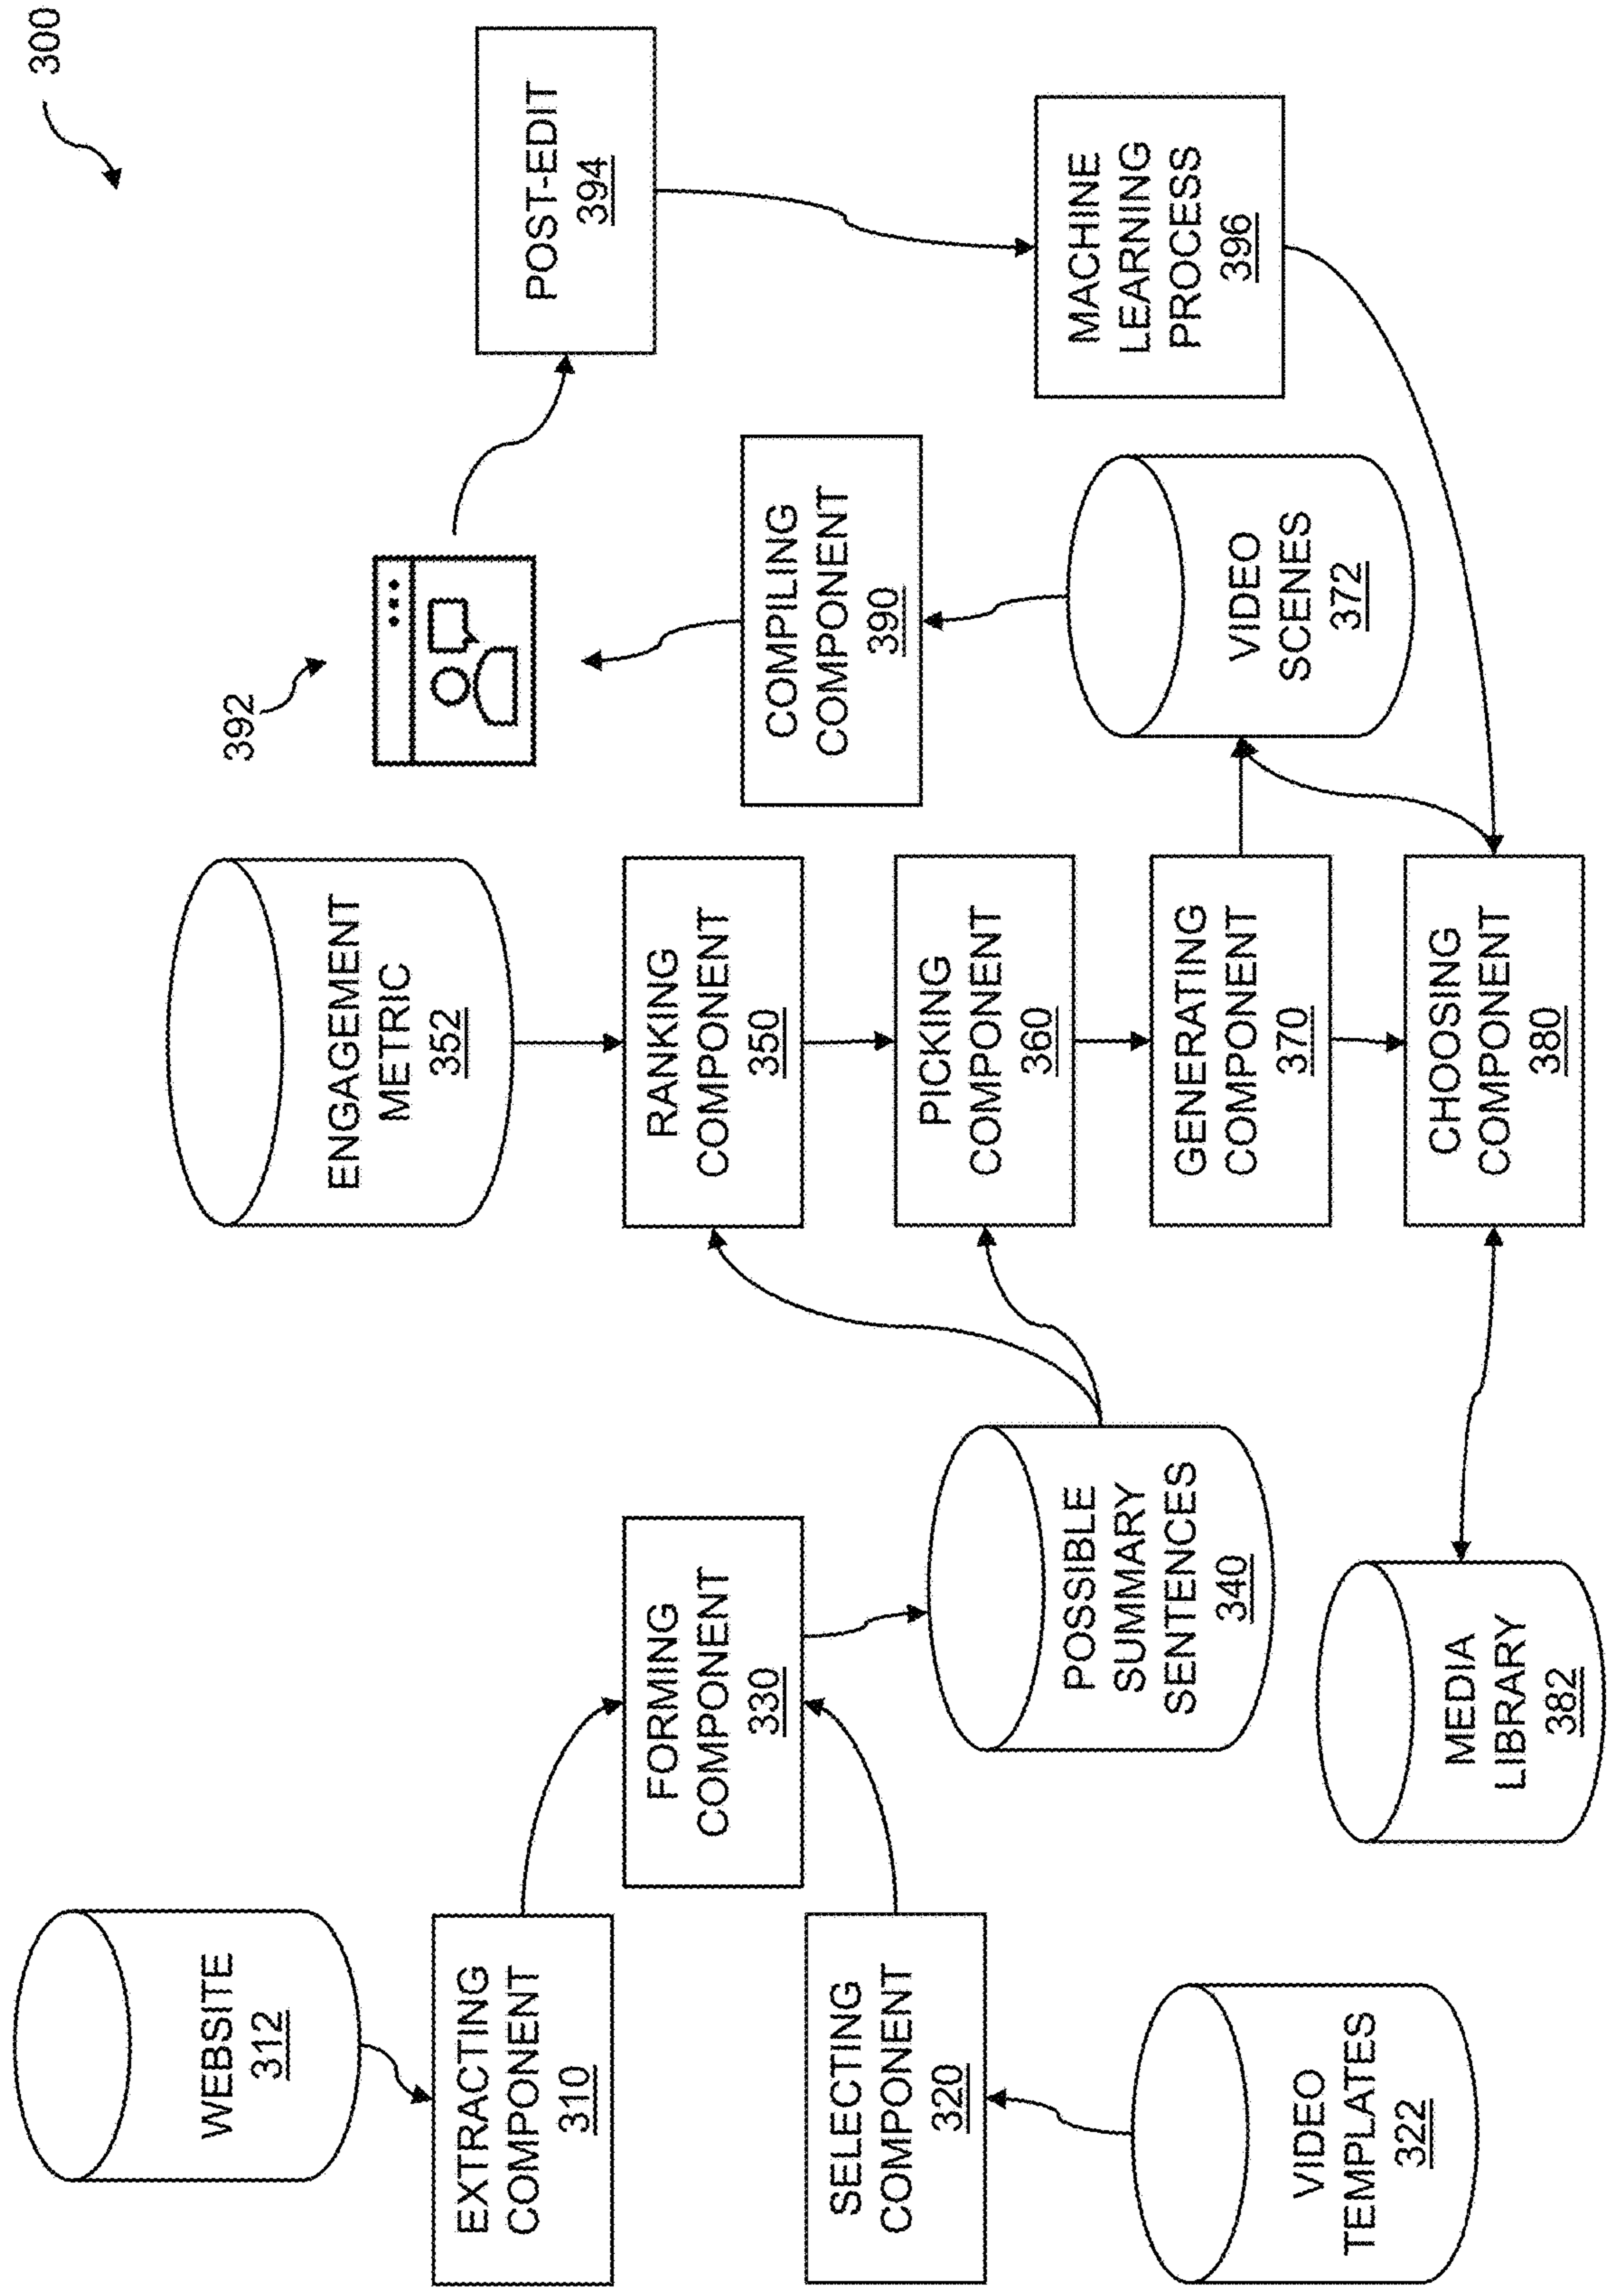 300
WEBSITE
312
EXTRACTING
COMPONENT
310
SELECTING
COMPONENT
320
VIDEO
TEMPLATES
322
FORMING
COMPONENT
330
POSSIBLE
SUMMARY
SENTENCES
340
MEDIA
LIBRARY
382
ENGAGEMENT
METRIC
352
RANKING
COMPONENT
350
PICKING
COMPONENT
360
GENERATING
COMPONENT
370
CHOOSING
COMPONENT
380
392
COMPILING
COMPONENT
390
VIDEO
SCENES
372
POST-EDIT
394
MACHINE
LEARNING
PROCESS
396